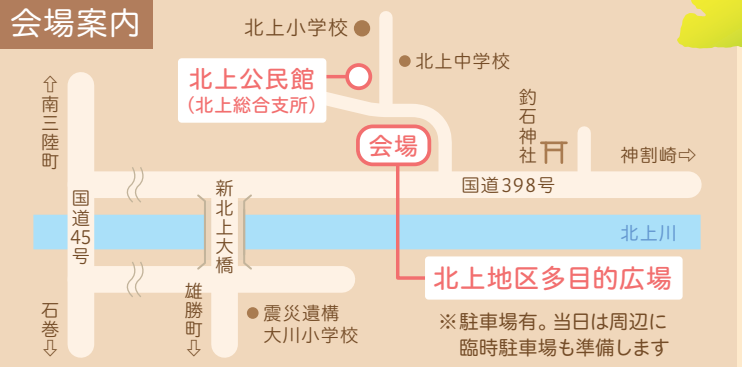 会場案内
北上小学校
北上中学校
北上公民館
(北上総合支所)
⇧南三陸町
会場
釣石神社
神割崎⇨
国道398号
国道45号
新北上大橋
北上川
北上地区多目的広場
石巻⇩
雄勝町⇩
震災遺構
大川小学校
※駐車場有。当日は周辺に
臨時駐車場も準備します